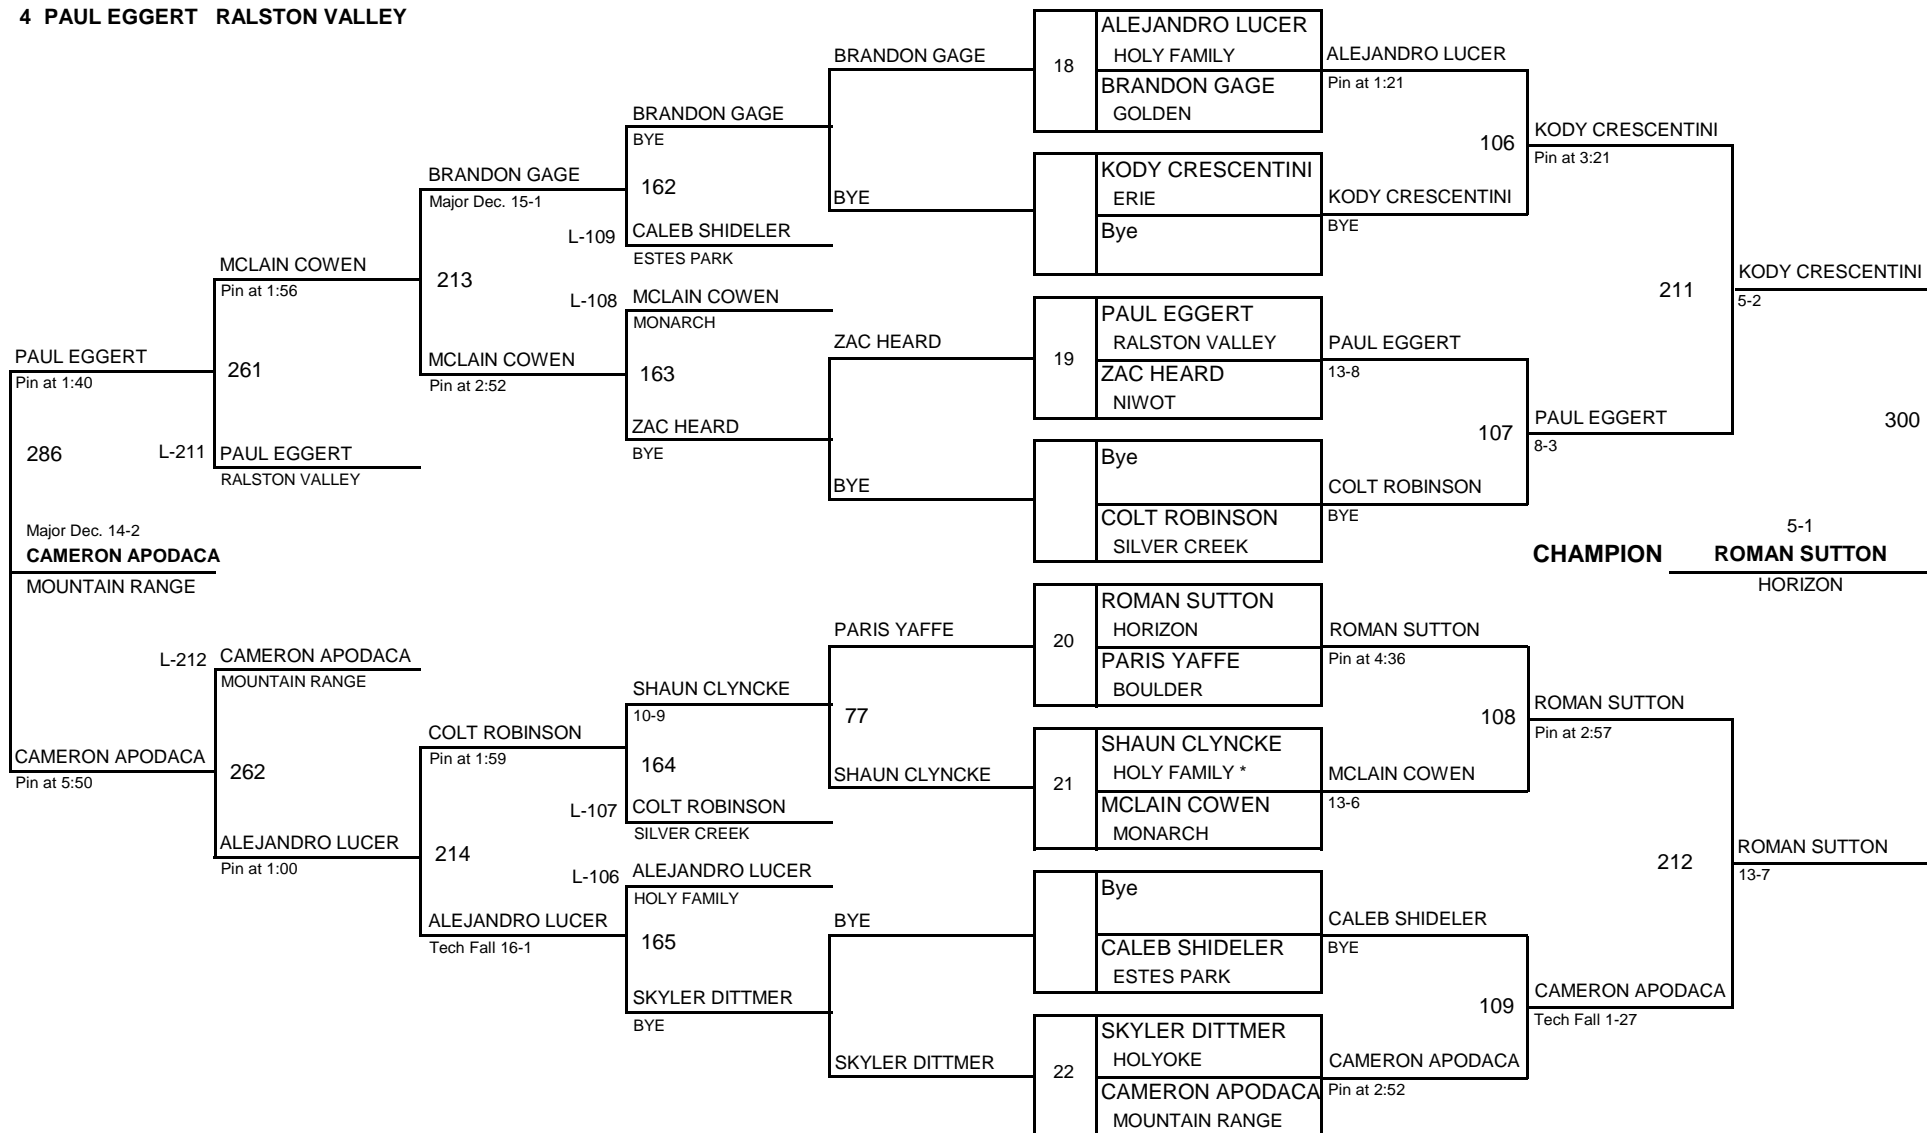 4 PAUL EGGERT RALSTON VALLEY
ALEJANDRO LUCER
HOLY FAMILY
18
BRANDON GAGE
GOLDEN
KODY CRESCENTINI
ERIE
Bye
PAUL EGGERT
RALSTON VALLEY
19
ZAC HEARD
NIWOT
Bye
COLT ROBINSON
SILVER CREEK
ROMAN SUTTON
HORIZON
20
PARIS YAFFE
BOULDER
SHAUN CLYNCKE
HOLY FAMILY *
21
MCLAIN COWEN
MONARCH
Bye
CALEB SHIDELER
ESTES PARK
SKYLER DITTMER
HOLYOKE
22
CAMERON APODACA
MOUNTAIN RANGE
ALEJANDRO LUCER
Pin at 1:21
106
KODY CRESCENTINI
BYE
PAUL EGGERT
13-8
107
COLT ROBINSON
BYE
ROMAN SUTTON
Pin at 4:36
108
MCLAIN COWEN
13-6
CALEB SHIDELER
BYE
109
CAMERON APODACA
Pin at 2:52
KODY CRESCENTINI
Pin at 3:21
211
PAUL EGGERT
8-3
ROMAN SUTTON
Pin at 2:57
212
CAMERON APODACA
Tech Fall 1-27
KODY CRESCENTINI
5-2
300
5-1
CHAMPION ROMAN SUTTON
HORIZON
ROMAN SUTTON
13-7
BRANDON GAGE
BYE
ZAC HEARD
BYE
PARIS YAFFE
77
SHAUN CLYNCKE
BYE
SKYLER DITTMER
BRANDON GAGE
BYE
162
L-109 CALEB SHIDELER
ESTES PARK
L-108 MCLAIN COWEN
MONARCH
163
ZAC HEARD
BYE
SHAUN CLYNCKE
10-9
164
L-107 COLT ROBINSON
SILVER CREEK
L-106 ALEJANDRO LUCER
HOLY FAMILY
165
SKYLER DITTMER
BYE
BRANDON GAGE
Major Dec. 15-1
213
MCLAIN COWEN
Pin at 2:52
COLT ROBINSON
Pin at 1:59
214
ALEJANDRO LUCER
Tech Fall 16-1
MCLAIN COWEN
Pin at 1:56
261
L-211 PAUL EGGERT
RALSTON VALLEY
L-212 CAMERON APODACA
MOUNTAIN RANGE
262
ALEJANDRO LUCER
Pin at 1:00
PAUL EGGERT
Pin at 1:40
286
Major Dec. 14-2
CAMERON APODACA
MOUNTAIN RANGE
CAMERON APODACA
Pin at 5:50